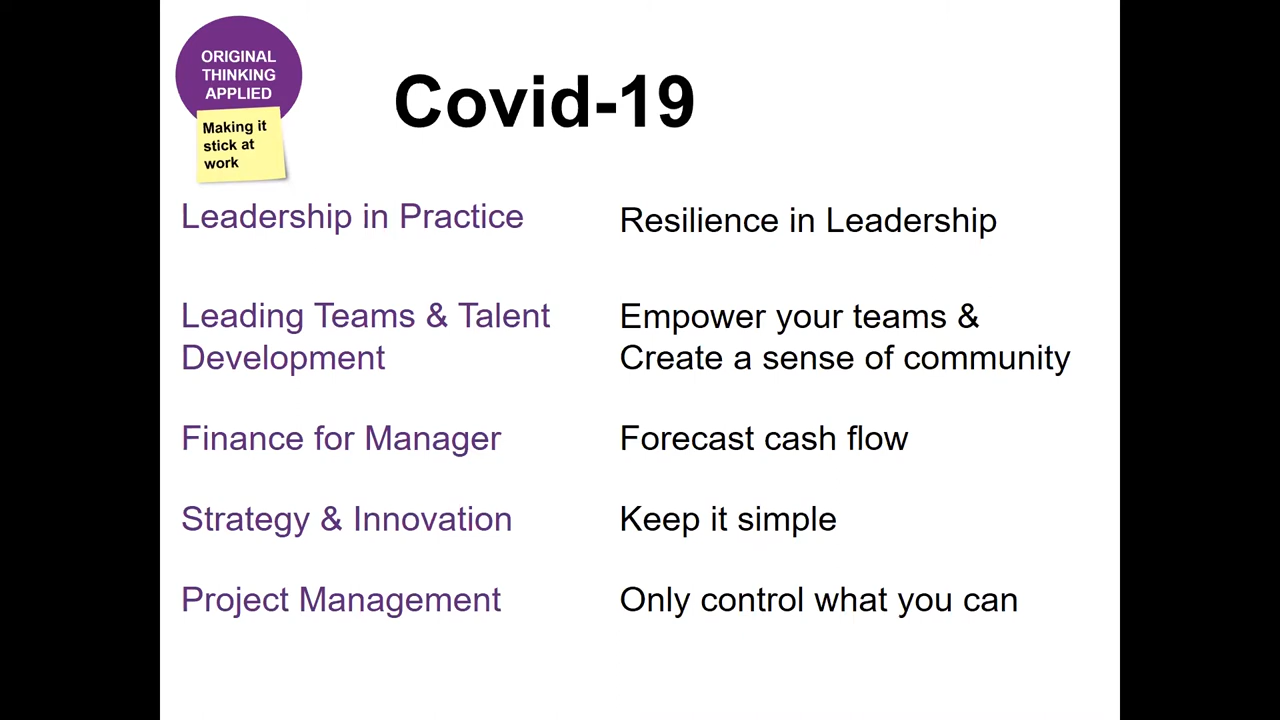 ORIGINAL
THINKING
APPLIED
Making it
stick at
work
Covid-19
Leadership in Practice
Resilience in Leadership
Leading Teams & Talent
Development
Empower your teams &
Create a sense of community
Finance for Manager
Forecast cash flow
Strategy & Innovation
Keep it simple
Project Management
Only control what you can